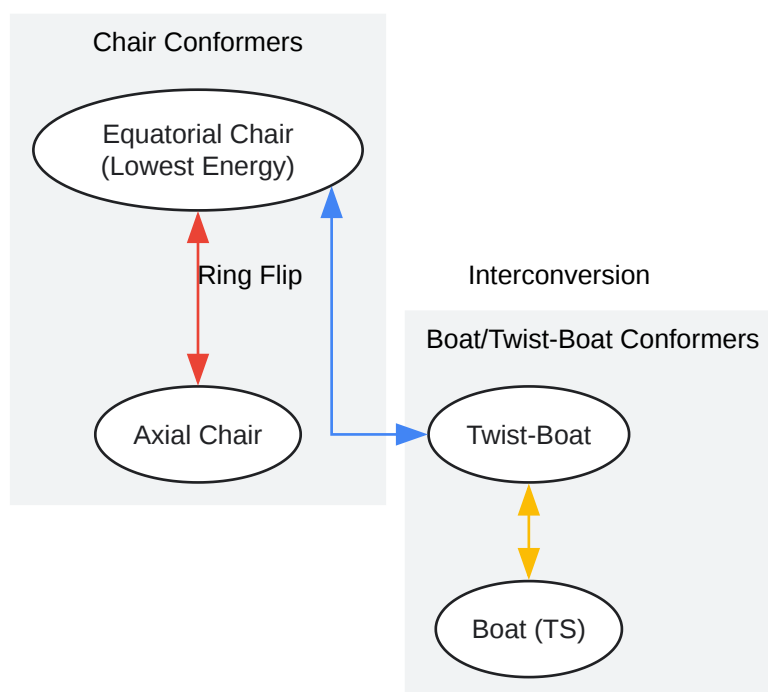 Chair Conformers
Equatorial Chair
(Lowest Energy)
Ring Flip
Interconversion
Boat/Twist-Boat Conformers
Axial Chair
Twist-Boat
Boat (TS)